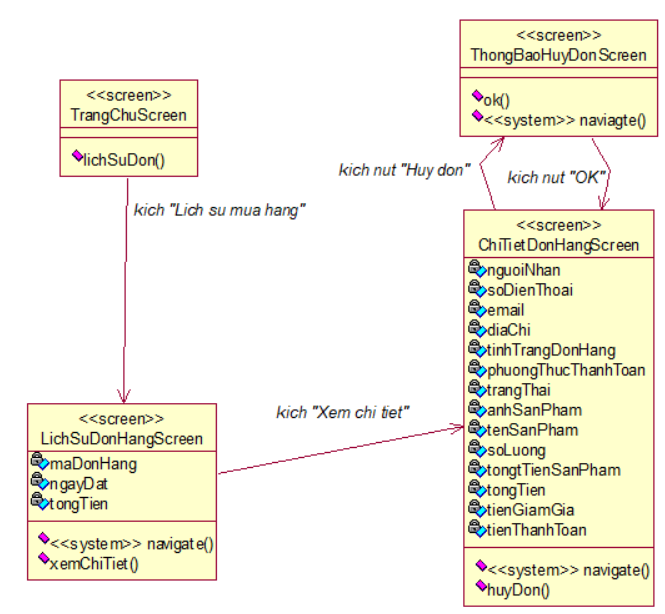 <<screen>>
ThongBaoHuyDonScreen
ok()
<<system>> naviagte()
<<screen>>
TrangChuScreen
lichSuDon()
kich nut "Huy don"
kich nut "OK"
kich "Lich su mua hang"
<<screen>>
ChiTietDonHangScreen
nguoiNhan
soDienThoai
email
diaChi
tinhTrangDonHang
phuongThucThanhToan
trangThai
anhSanPham
tenSanPham
soLuong
tongtTienSanPham
tongTien
tienGiamGia
tienThanhToan
<<system>> navigate()
huyDon()
kich "Xem chi tiet"
<<screen>>
LichSuDonHangScreen
maDonHang
ngayDat
tongTien
<<system>> navigate()
xemChiTiet()